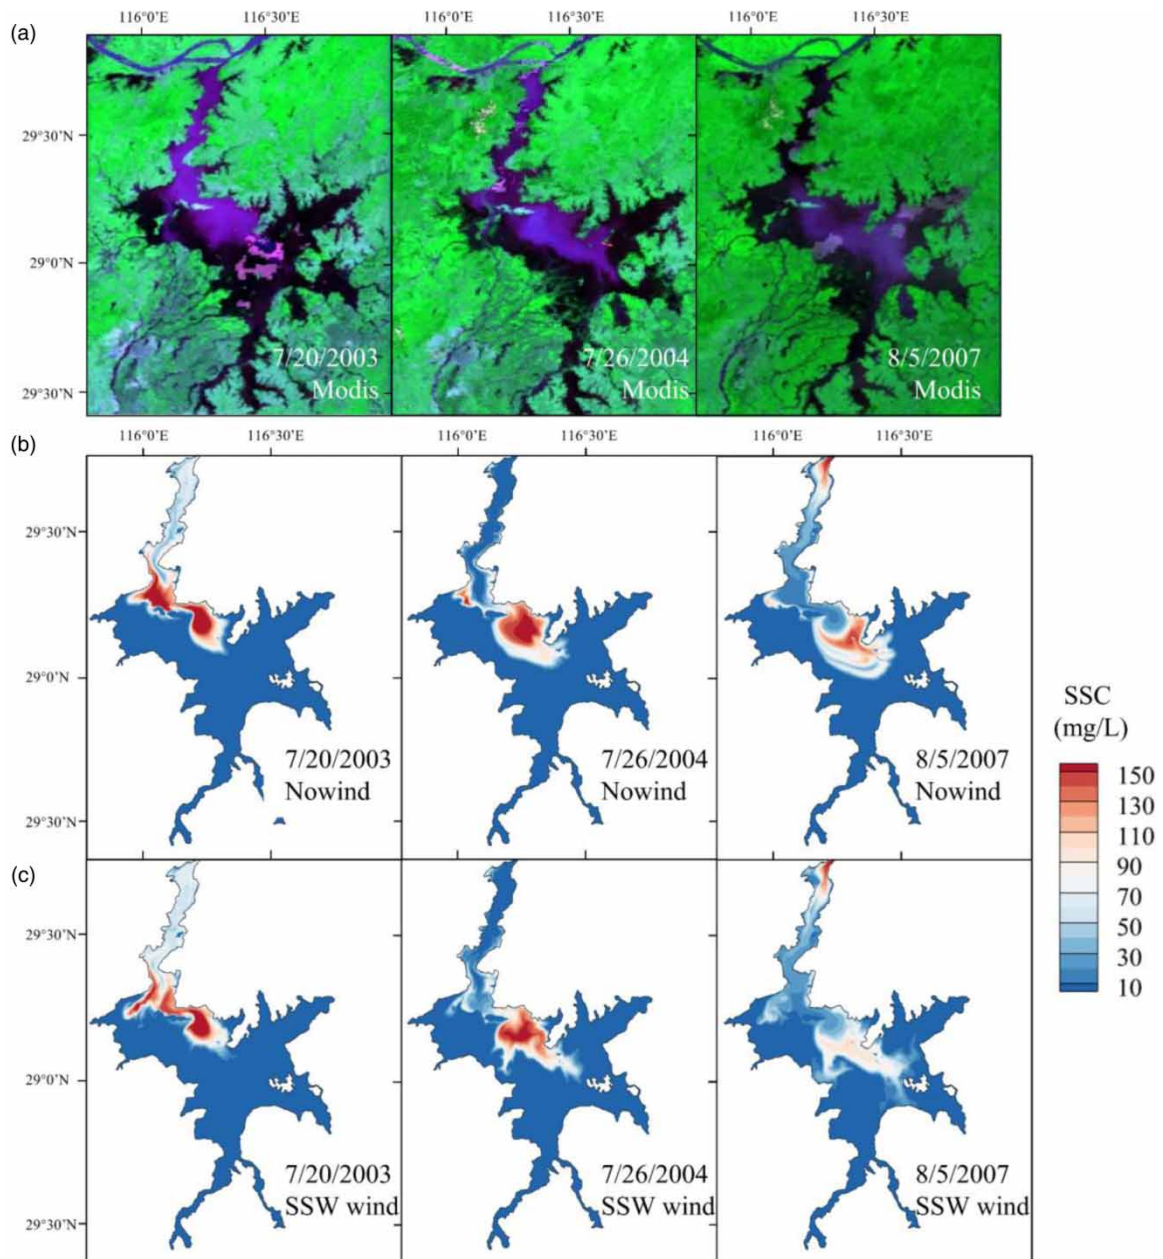 (a)
116°0'E 116°30'E 116°0'E 116°30'E 116°0'E 116°30'E
29°30'N
29°0'N
29°30'N
7/20/2003
Modis
7/26/2004
Modis
8/5/2007
Modis
116°0'E 116°30'E 116°0'E 116°30'E 116°0'E 116°30'E
(b)
29°30'N
29°0'N
29°30'N
7/20/2003
Nowind
7/26/2004
Nowind
8/5/2007
Nowind
(c)
29°30'N
29°0'N
29°30'N
7/20/2003
SSW wind
7/26/2004
SSW wind
8/5/2007
SSW wind
SSC
(mg/L)
150
130
110
90
70
50
30
10